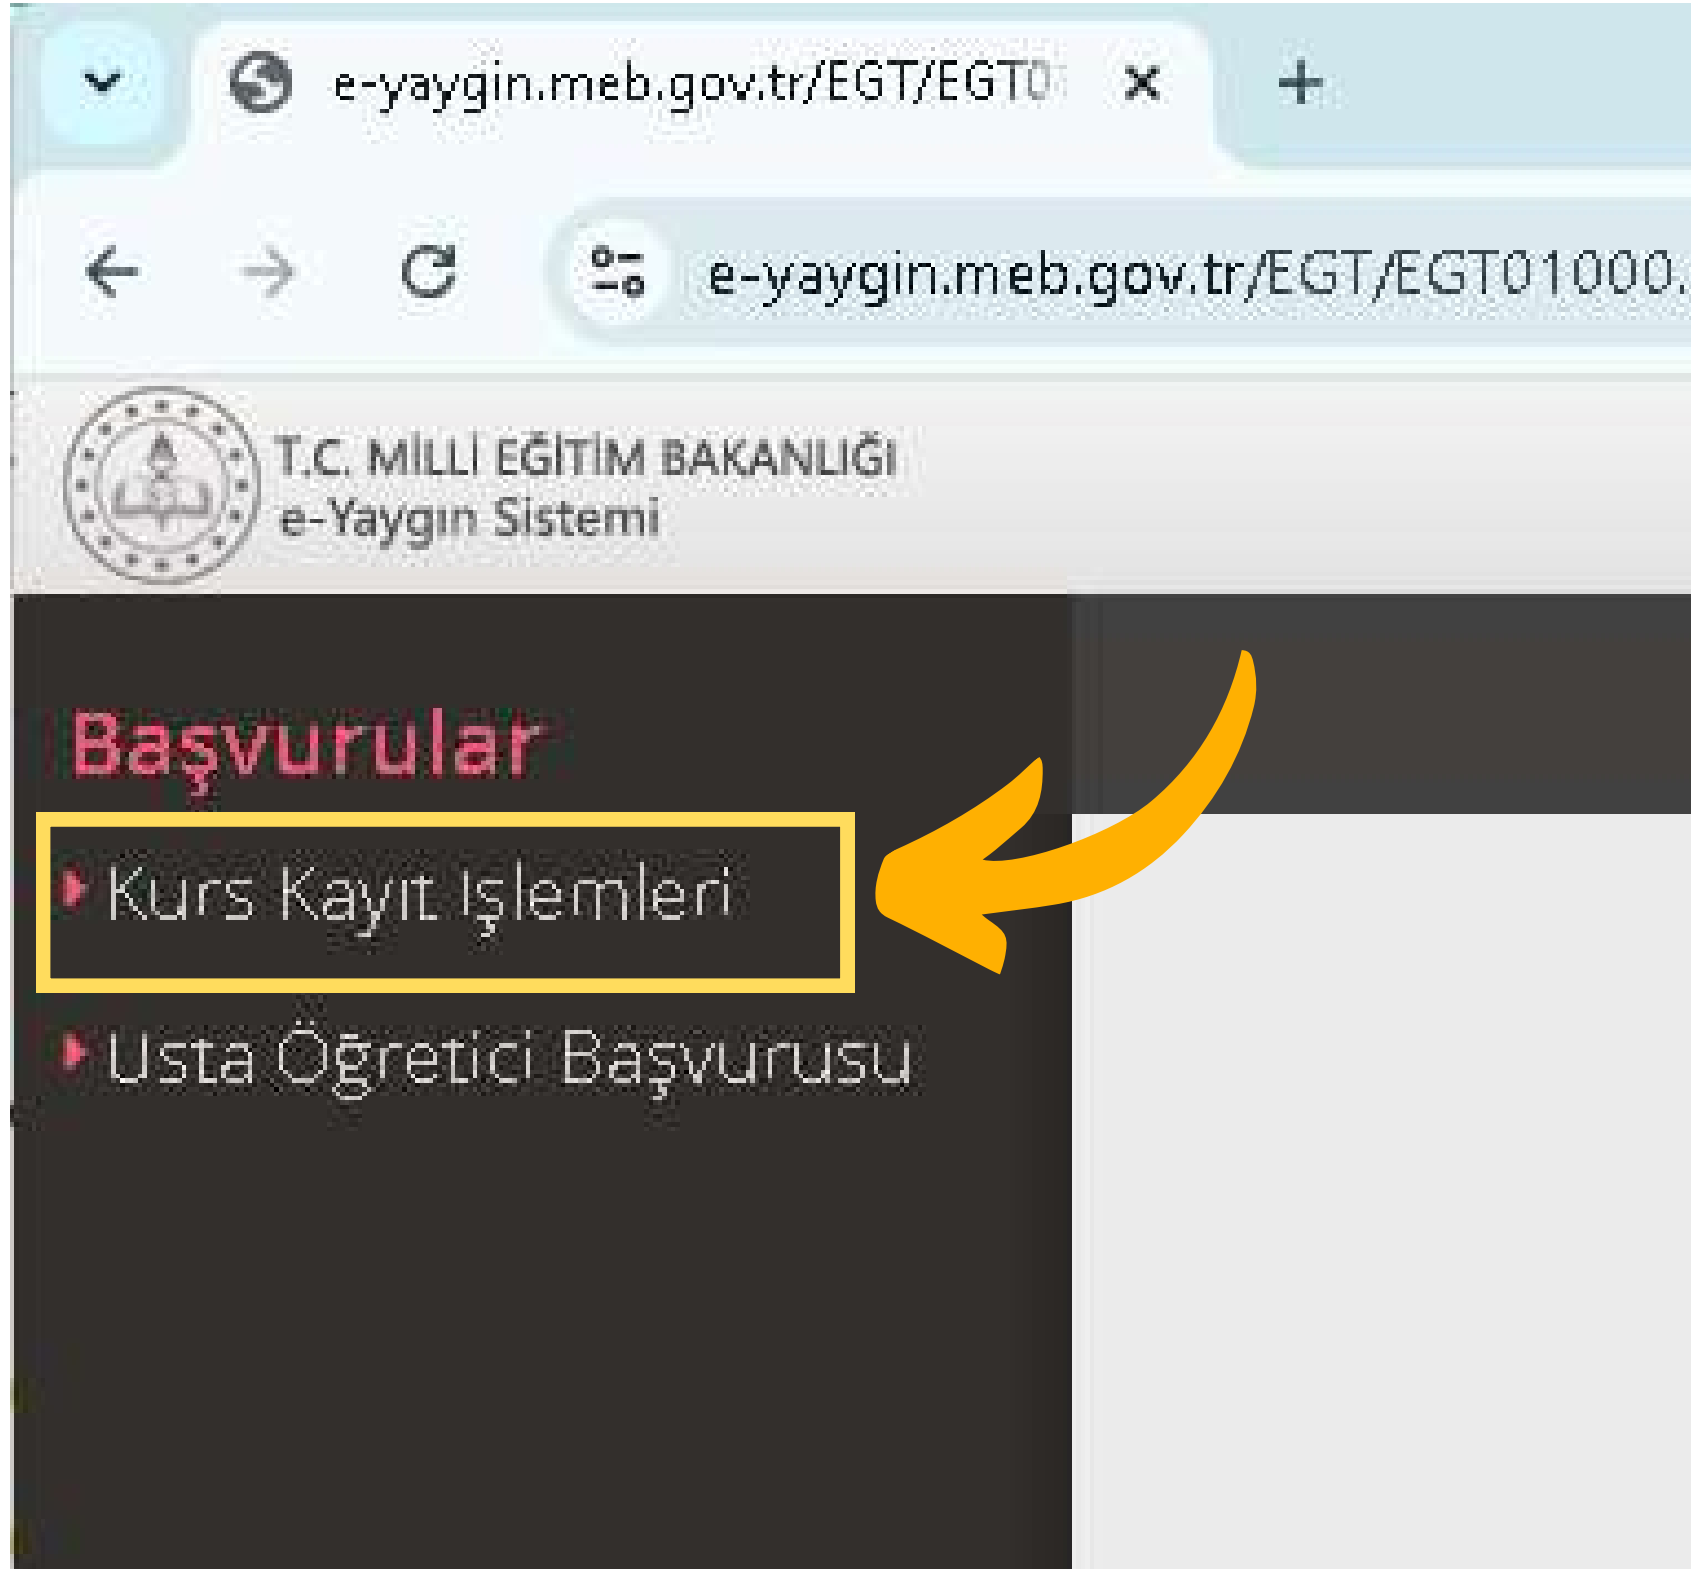 e-yaygin.meb.gov.tr/EGT/EGT0
e-yaygin.meb.gov.tr/EGT/EGT01000.
T.C. MİLLİ EĞİTİM BAKANLIĞI
e-Yaygın Sistemi
Başvurular
Kurs Kayıt Işlemleri
Usta Öğretici Başvurusu